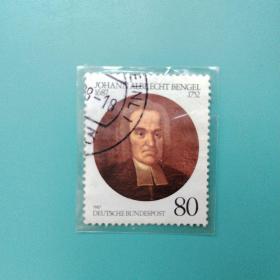 JOHANN ALBRECHT BENGEL
1687 1752
1987
DEUTSCHE BUNDESPOST 80